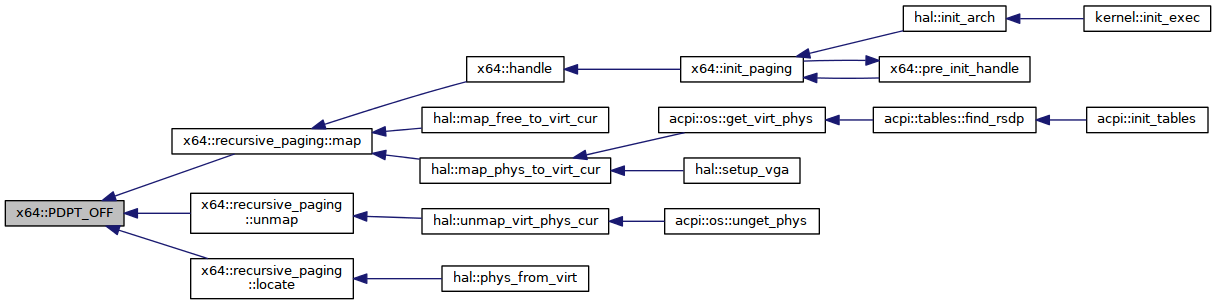 hal::init_arch
kernel::init_exec
x64::handle
x64::init_paging
x64::pre_init_handle
hal::map_free_to_virt_cur
acpi::os::get_virt_phys
acpi::tables::find_rsdp
acpi::init_tables
x64::recursive_paging::map
hal::map_phys_to_virt_cur
hal::setup_vga
x64::PDPT_OFF
x64::recursive_paging
::unmap
hal::unmap_virt_phys_cur
acpi::os::unget_phys
x64::recursive_paging
::locate
hal::phys_from_virt